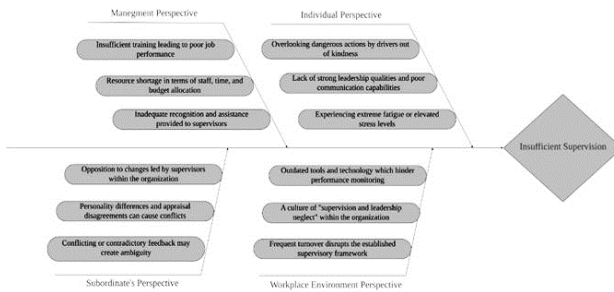 Manegment Perspective
Individual Perspective
Insufficient training leading to poor job
performance
Overlooking dangerous actions by drivers out
of kindness
Resource shortage in terms of staff, time, and
budget allocation
Lack of strong leadership qualities and poor
communication capabilities
Inadequate recognition and assistance
provided to supervisors
Experiencing extreme fatigue or elevated
stress levels
Insufficient Supervision
Opposition to changes led by supervisors
within the organization
Outdated tools and technology which hinder
performance monitoring
Personality differences and appraisal
disagreements can cause conflicts
A culture of "supervision and leadership
neglect" within the organization
Conflicting or contradictory feedback may
create ambiguity
Frequent turnover disrupts the established
supervisory framework
Subordinate's Perspective
Workplace Environment Perspective